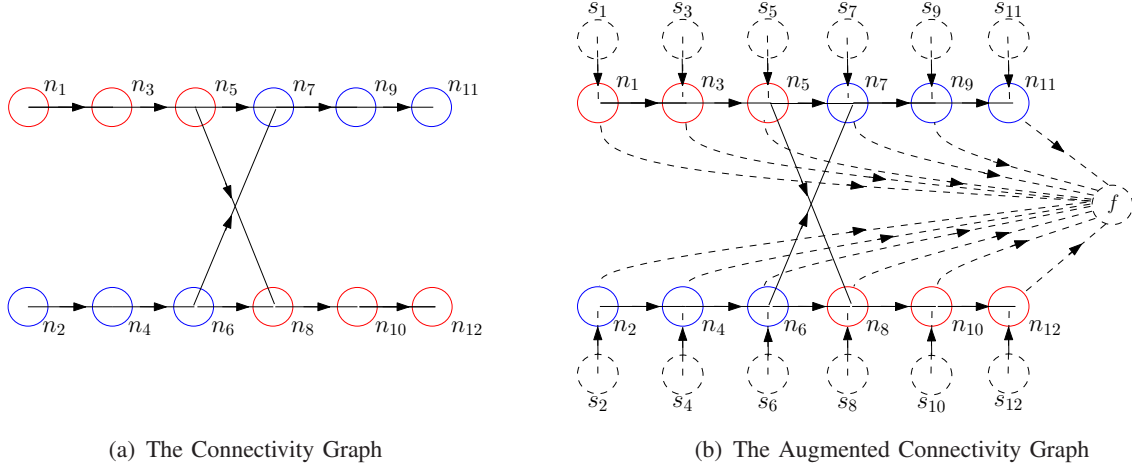 s1 s3 s5 s7 s9 s11
n1 n3 n5 n7 n9 n11
n1 n3 n5 n7 n9 n11
f
n2 n4 n6 n8 n10 n12
n2 n4 n6 n8 n10 n12
s2 s4 s6 s8 s10 s12
(a) The Connectivity Graph
(b) The Augmented Connectivity Graph